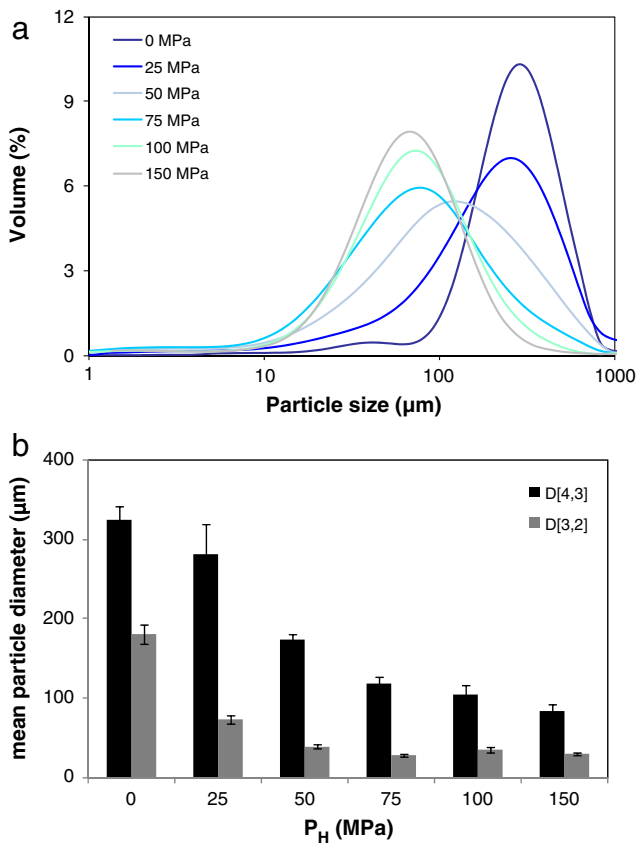 a
12
9
6
3
0
Volume (%)
0 MPa
25 MPa
50 MPa
75 MPa
100 MPa
150 MPa
1 10 100 1000
Particle size (µm)
b
400
300
200
100
0
mean particle diameter (µm)
D[4,3]
D[3,2]
0 25 50 75 100 150
PH (MPa)